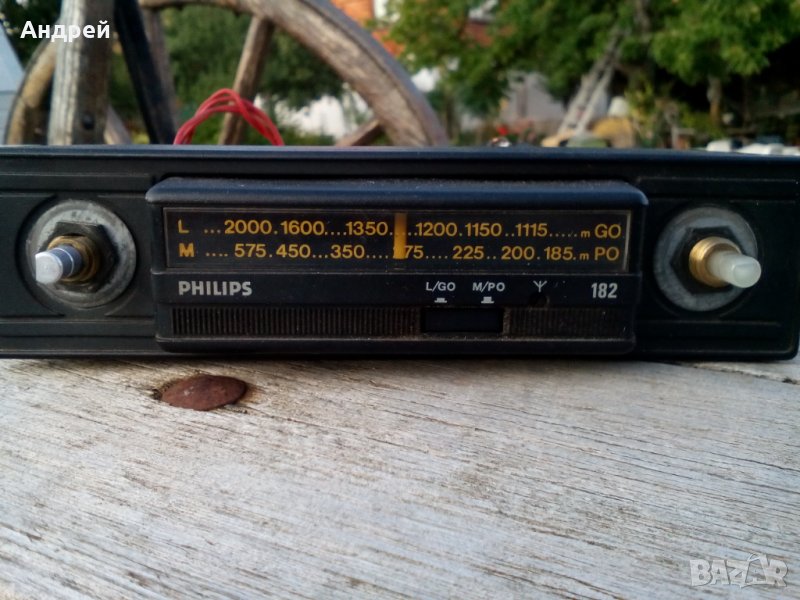 Андрей
L ...2000.1600....1350....1200.1150..1115.....m GO
M ....575.450....350....75....225..200.185.m PO
L/GO M/PO
PHILIPS 182
BAZAR